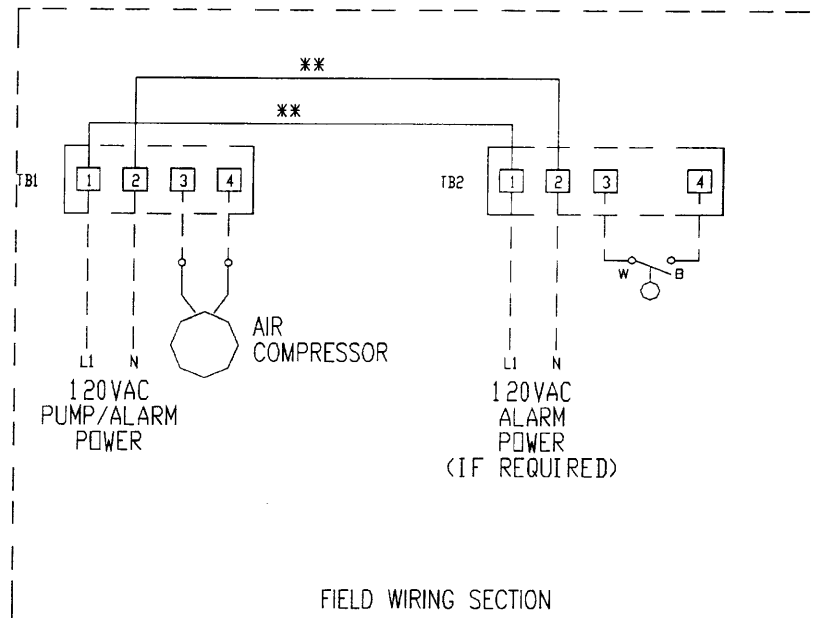 **
**
TB1
1
2
3
4
TB2
1
2
3
4
W
B
AIR
COMPRESSOR
L1
N
120VAC
PUMP/ALARM
POWER
L1
N
120VAC
ALARM
POWER
(IF REQUIRED)
FIELD WIRING SECTION